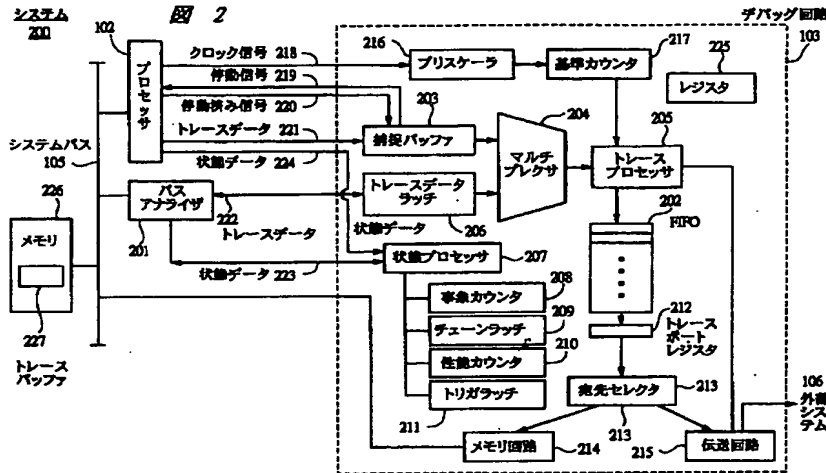 図 2
システム
200
デバッグ回路
102
プロセッサ
クロック信号 218
停動信号 219
停動済み信号 220
トレースデータ 221
状態データ 224
216
プリスケーラ
217
基準カウンタ
103
225
レジスタ
システムバス
105
203
捕捉バッファ
204
マルチプレクサ
205
トレースプロセッサ
226
メモリ
バスアナライザ
201
222
トレースデータ
トレースデータラッチ
206
状態データ
202
FIFO
状態プロセッサ
207
状態データ 223
208
事象カウンタ
209
チェーンラッチ
210
性能カウンタ
トリガラッチ
211
227
トレースバッファ
212
トレースポートレジスタ
宛先セレクタ
213
213
106
外部システム
メモリ回路
214
伝送回路
215